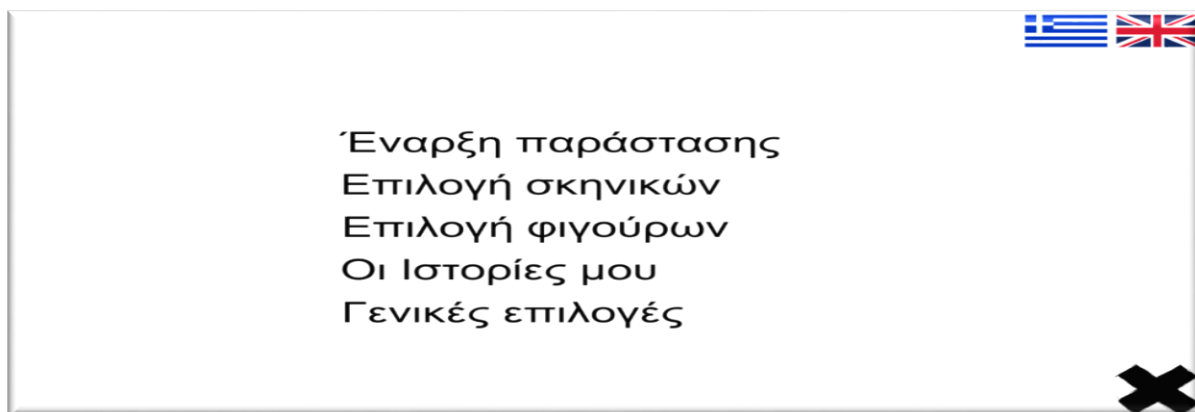 Έναρξη παράστασης
Επιλογή σκηνικών
Επιλογή φιγούρων
Οι Ιστορίες μου
Γενικές επιλογές